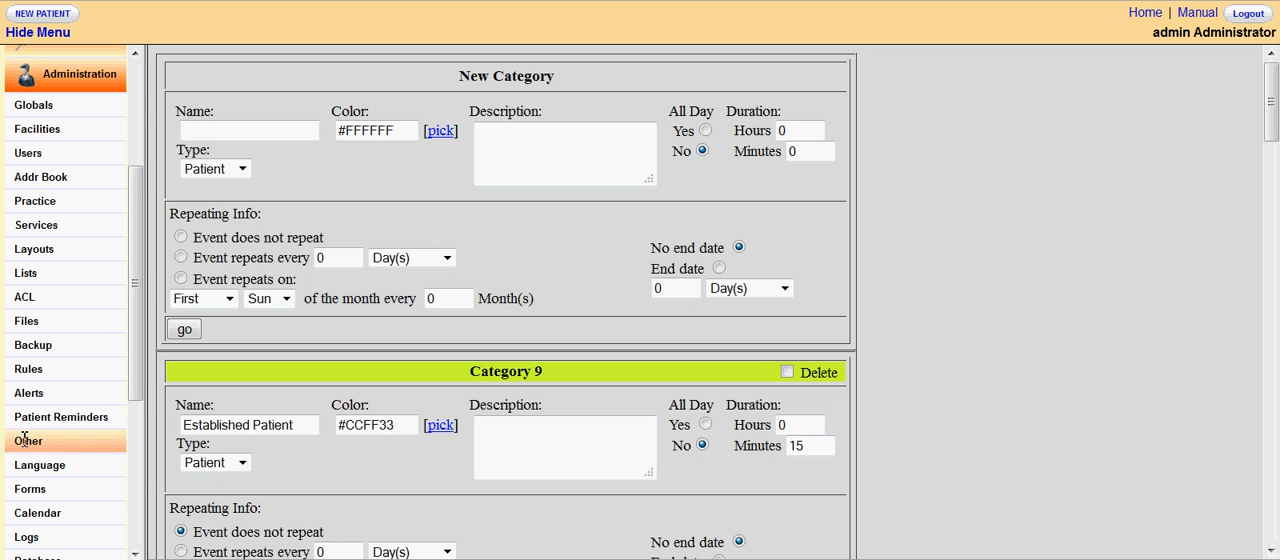 NEW PATIENT
Hide Menu
Home | Manual Logout
admin Administrator
Administration
Globals
Facilities
Users
Addr Book
Practice
Services
Layouts
Lists
ACL
Files
Backup
Rules
Alerts
Patient Reminders
Other
Language
Forms
Calendar
Logs
New Category
Name: Color: Description: All Day Duration:
#FFFFFF [pick] Yes Hours 0
Type: No Minutes 0
Patient
Repeating Info:
Event does not repeat
Event repeats every 0 Day(s)
Event repeats on:
First Sun of the month every 0 Month(s)
No end date
End date
0 Day(s)
go
Category 9 Delete
Name: Color: Description: All Day Duration:
Established Patient #CCFF33 [pick] Yes Hours 0
Type: No Minutes 15
Patient
Repeating Info:
Event does not repeat
Event repeats every 0 Day(s)
No end date